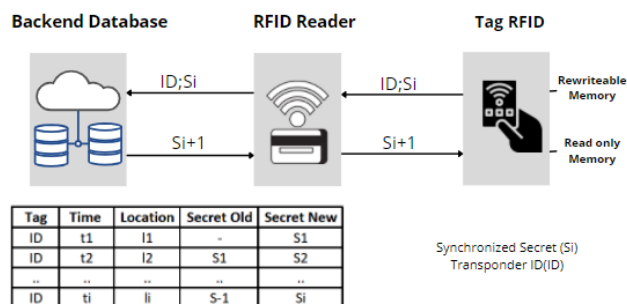 Backend Database
RFID Reader
Tag RFID
ID;Si
ID;Si
Rewriteable
Memory
Si+1
Si+1
Read only
Memory
Tag Time Location Secret Old Secret New
ID t1 l1 - S1
ID t2 l2 S1 S2
.. .. .. .. ..
ID ti li S-1 Si
Synchronized Secret (Si)
Transponder ID(ID)